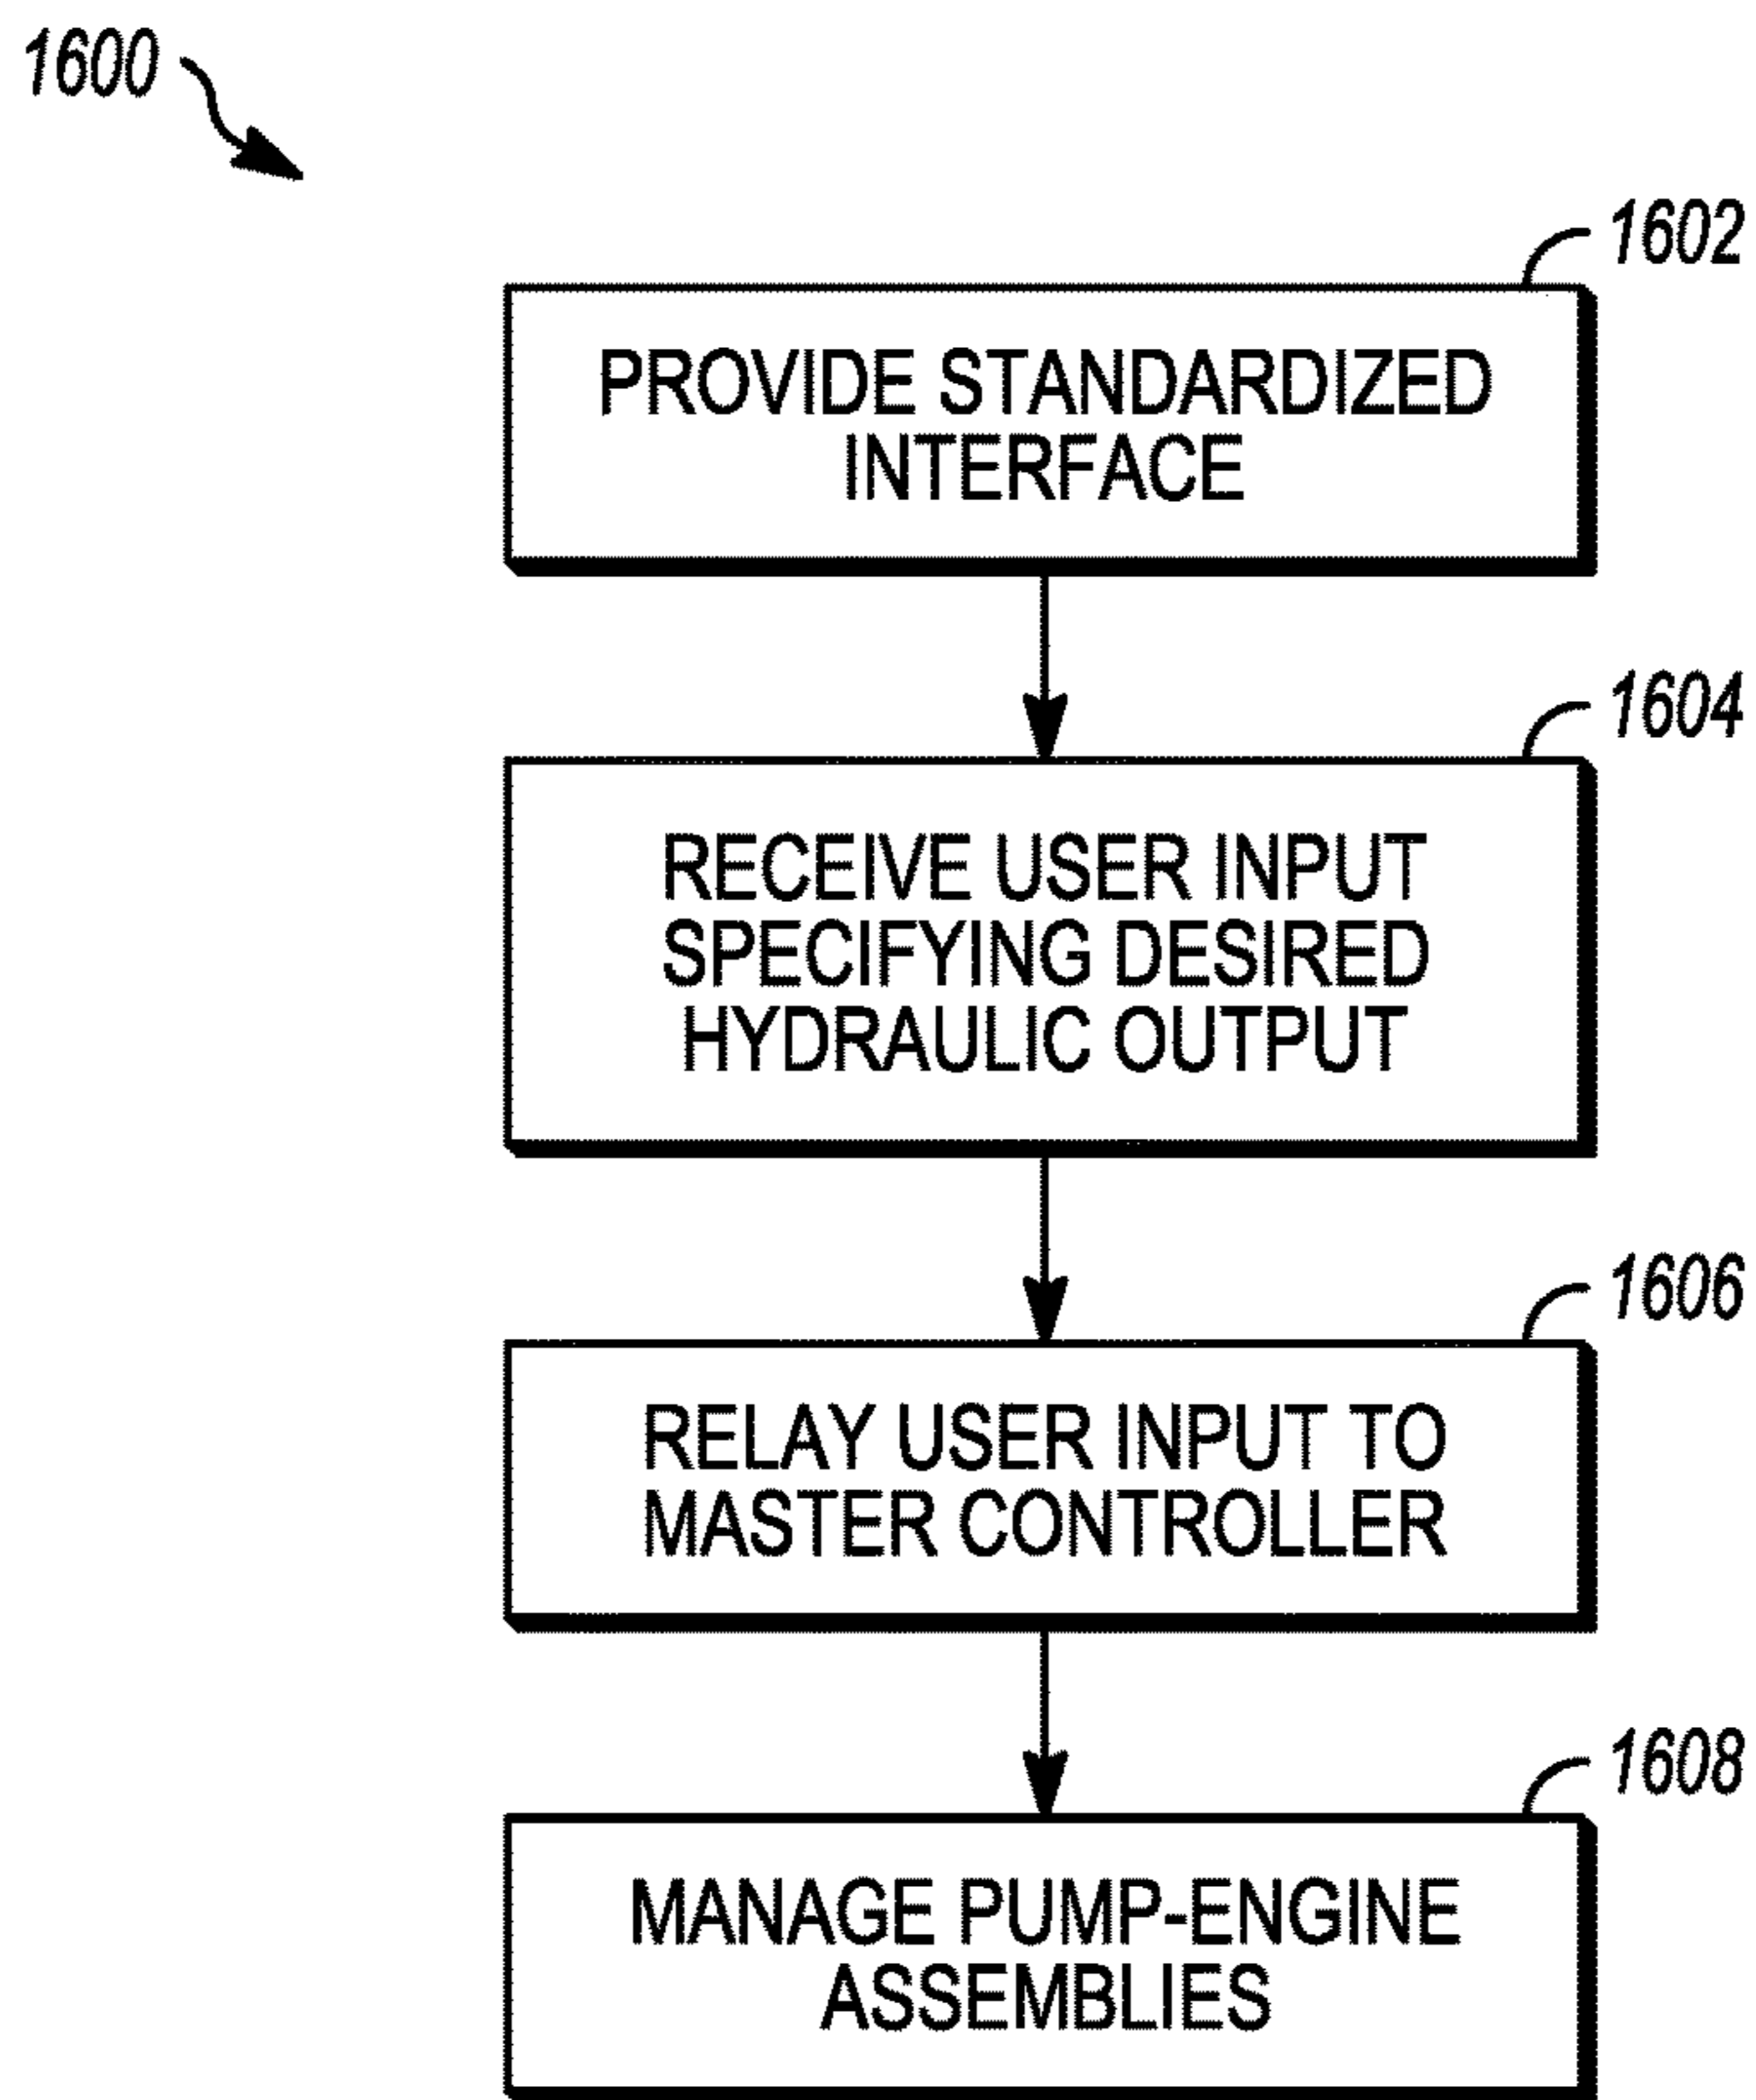 1600
1602
PROVIDE STANDARDIZED
INTERFACE
1604
RECEIVE USER INPUT
SPECIFYING DESIRED
HYDRAULIC OUTPUT
1606
RELAY USER INPUT TO
MASTER CONTROLLER
1608
MANAGE PUMP-ENGINE
ASSEMBLIES